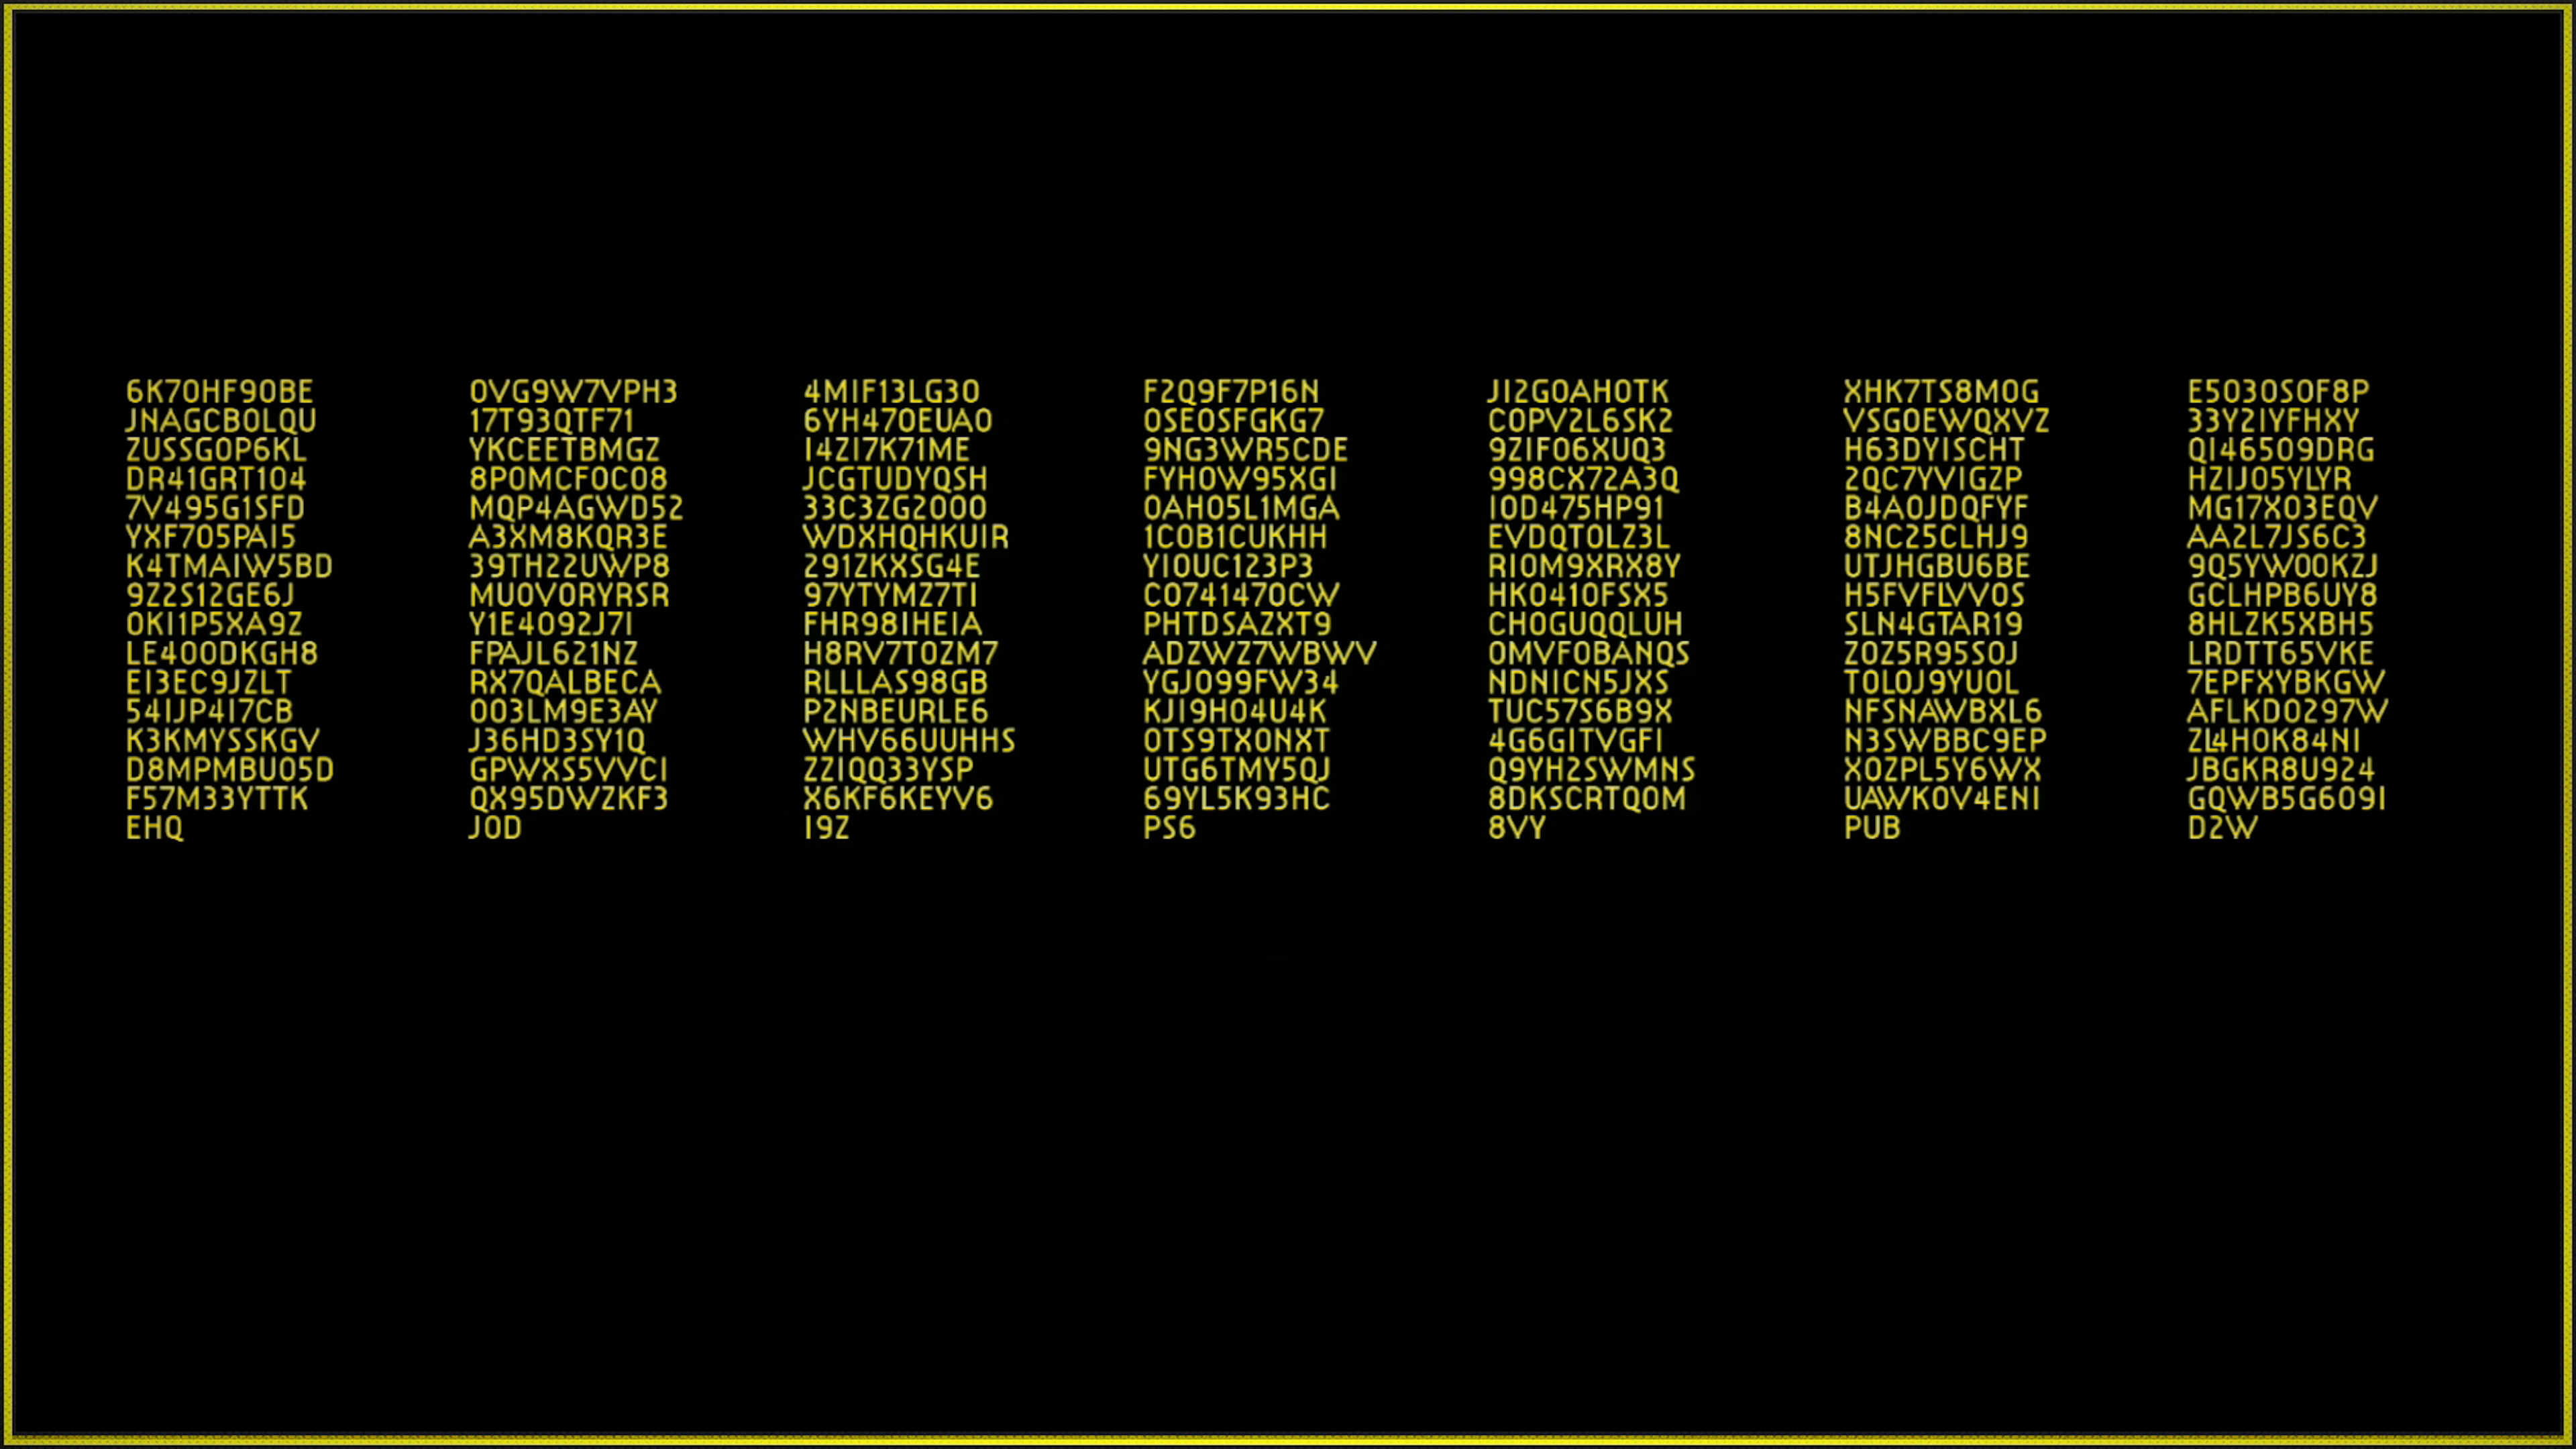 6K70HF90BE
JNAGCB0LQU
ZUSSG0P6KL
DR41GRT104
7V495G1SFD
YXF705PAI5
K4TMAIW5BD
9Z2S12GE6J
0KI1P5XA9Z
LE400DKGH8
EI3EC9JZLT
54IJP4I7CB
K3KMYSSKGV
D8MPMBU05D
F57M33YTTK
EHQ
0VG9W7VPH3
17T93QTF71
YKCEETBMGZ
8P0MCF0C08
MQP4AGWD52
A3XM8KQR3E
39TH22UWP8
MU0V0RYRSR
Y1E4092J7I
FPAJL621NZ
RX7QALBECA
003LM9E3AY
J36HD3SY1Q
GPWXS5VVCI
QX95DWZKF3
J0D
4MIF13LG30
6YH470EUA0
I4ZI7K71ME
JCGTUDYQSH
33C3ZG2000
WDXHQHKUIR
291ZKXSG4E
97YTYMZ7TI
FHR98IHEIA
H8RV7T0ZM7
RLLLAS98GB
P2NBEURLE6
WHV66UUHHS
ZZIQQ33YSP
X6KF6KEYV6
I9Z
F2Q9F7P16N
0SE0SFGKG7
9NG3WR5CDE
FYH0W95XGI
0AH05L1MGA
1C0B1CUKHH
YI0UC123P3
C0741470CW
PHTDSAZXT9
ADZWZ7WBWV
YGJ099FW34
KJI9H04U4K
0TS9TX0NXT
UTG6TMY5QJ
69YL5K93HC
PS6
JI2G0AH0TK
C0PV2L6SK2
9ZIF06XUQ3
998CX72A3Q
I0D475HP91
EVDQT0LZ3L
RI0M9XRX8Y
HK0410FSX5
CH0GUQQLUH
0MVF0BANQS
NDNICN5JXS
TUC57S6B9X
4G6GITVGFI
Q9YH2SWMNS
8DKSCRTQ0M
8VY
XHK7TS8M0G
VSG0EWQXVZ
H63DYISCHT
2QC7YVIGZP
B4A0JDQFYF
8NC25CLHJ9
UTJHGBU6BE
H5FVFLVV0S
SLN4GTAR19
Z0Z5R95S0J
T0L0J9YU0L
NFSNAWBXL6
N3SWBBC9EP
X0ZPL5Y6WX
UAWK0V4ENI
PUB
E5030S0F8P
33Y2IYFHXY
QI46509DRG
HZIJ05YLYR
MG17X03EQV
AA2L7JS6C3
9Q5YW00KZJ
GCLHPB6UY8
8HLZK5XBH5
LRDTT65VKE
7EPFXYBKGW
AFLKD0297W
ZL4H0K84NI
JBGKR8U924
GQWB5G609I
D2W